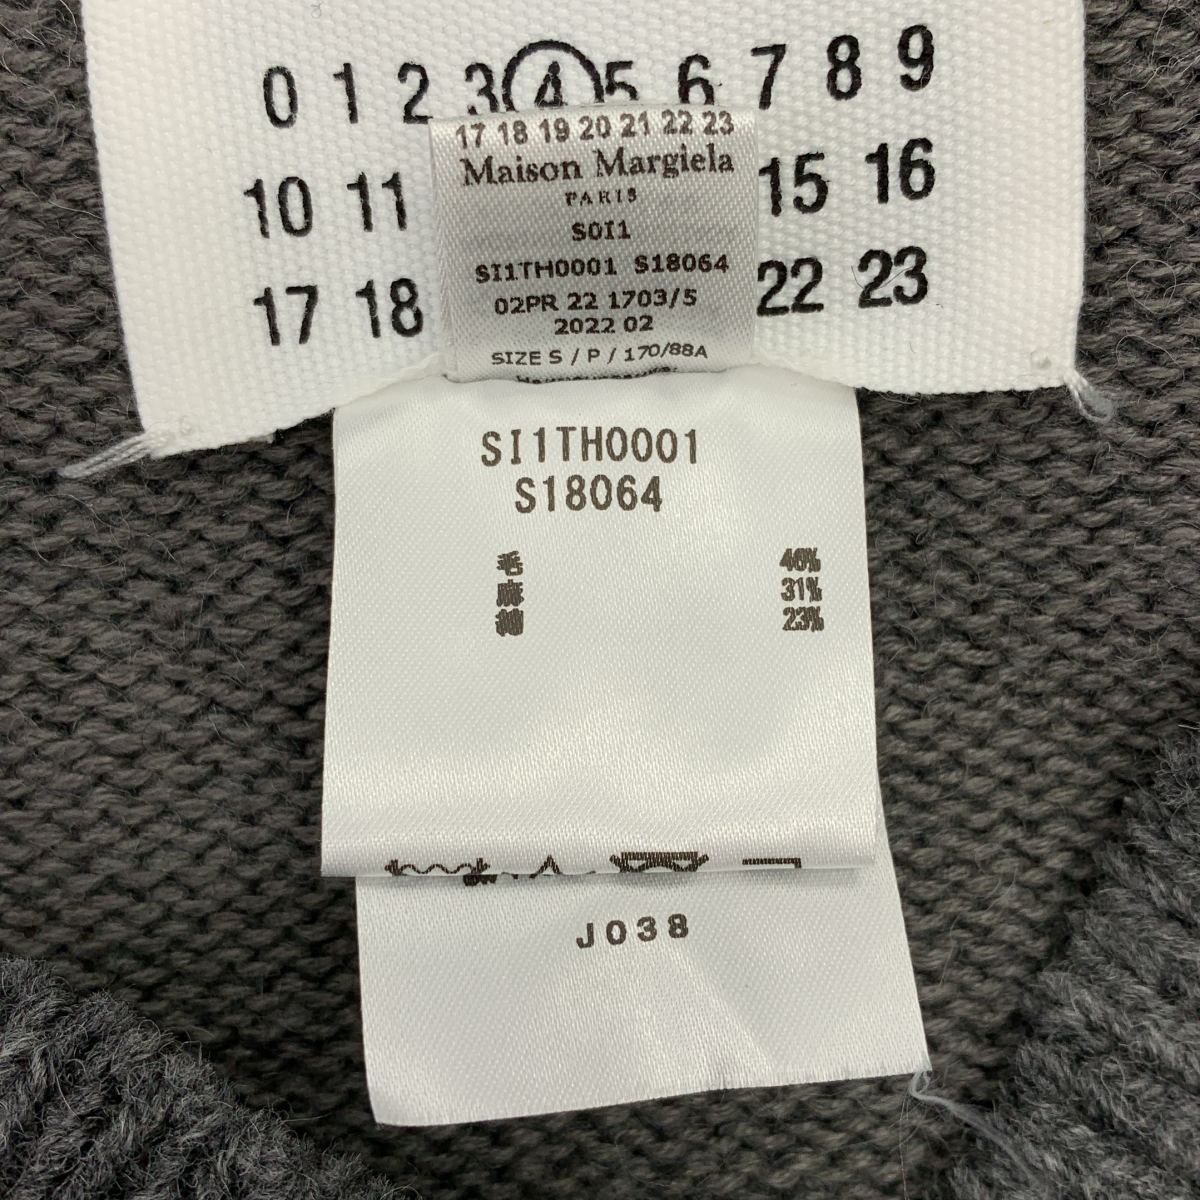 0 1 2 3 4 5 6 7 8 9
10 11 15 16
17 18 22 23
17 18 19 20 21 22 23
Maison Margiela
PARIS
S0I1
SI1TH0001 S18064
02PR 22 1703/5
2022 02
SIZE S / P / 170/88A
SI1TH0001
S18064
毛 46%
麻 31%
綿 23%
J038